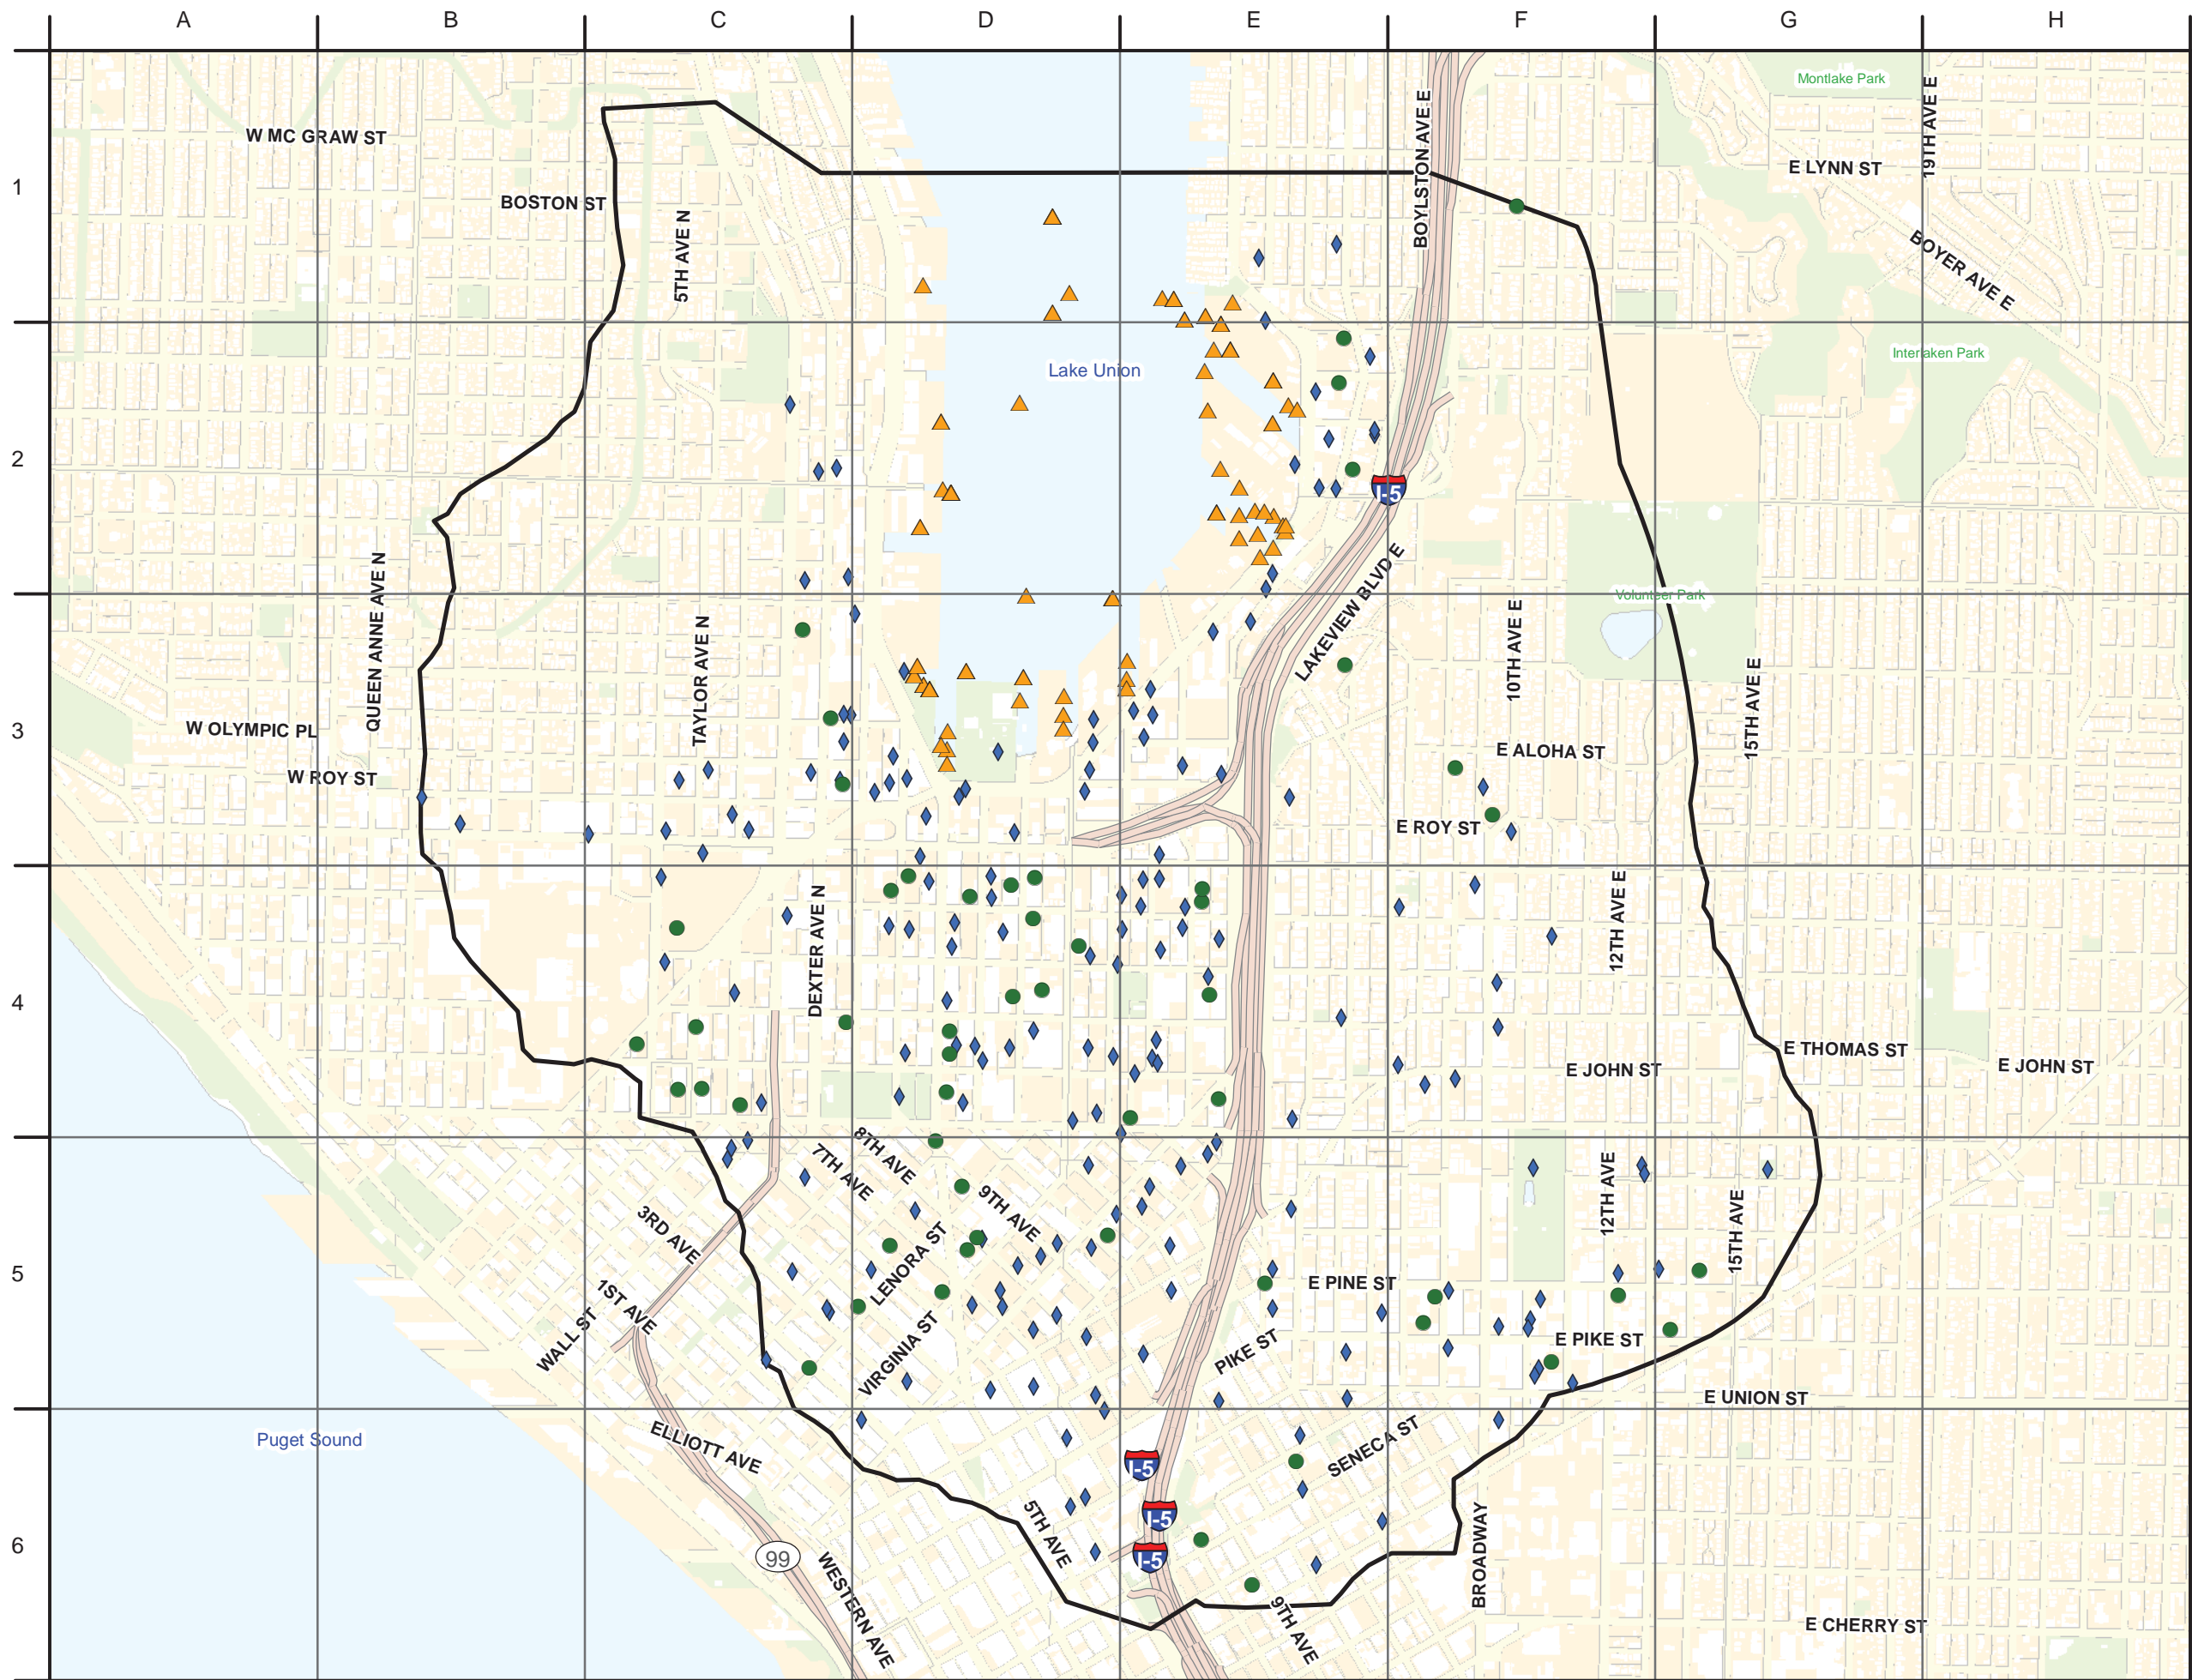 A B C D E F G H
Montlake Park
19TH AVE E
BOYLSTON AVE E
W MC GRAW ST
E LYNN ST
1
BOSTON ST
5TH AVE N
BOYER AVE E
Interlaken Park
Lake Union
2
I-5
LAKEVIEW BLVD E
QUEEN ANNE AVE N
Volunteer Park
TAYLOR AVE N
10TH AVE E
15TH AVE E
3
W OLYMPIC PL
E ALOHA ST
W ROY ST
E ROY ST
DEXTER AVE N
12TH AVE E
4
E THOMAS ST
E JOHN ST
E JOHN ST
8TH AVE
7TH AVE
12TH AVE
9TH AVE
15TH AVE
3RD AVE
LENORA ST
5
E PINE ST
1ST AVE
WALL ST
VIRGINIA ST
PIKE ST
E PIKE ST
E UNION ST
Puget Sound
ELLIOTT AVE
SENECA ST
I-5
I-5
5TH AVE
BROADWAY
6
I-5
99
WESTERN AVE
9TH AVE
E CHERRY ST